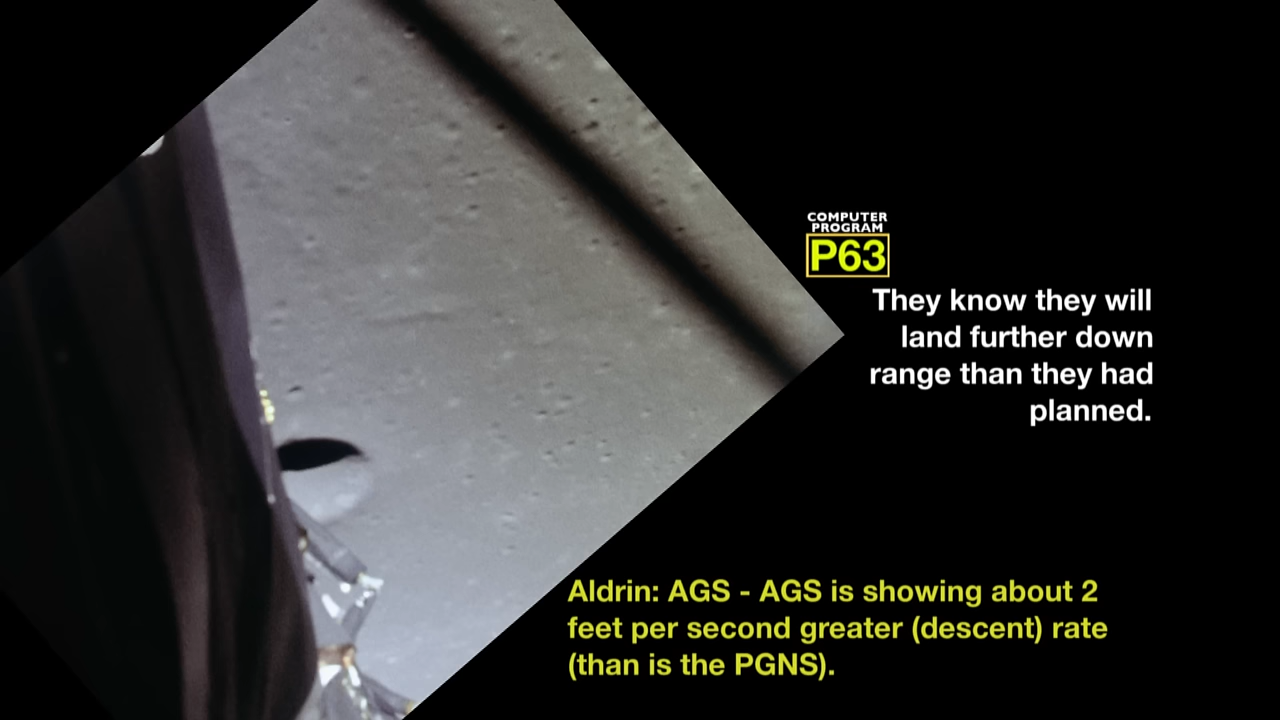 COMPUTER
PROGRAM
P63
They know they will
land further down
range than they had
planned.
Aldrin: AGS - AGS is showing about 2
feet per second greater (descent) rate
(than is the PGNS).